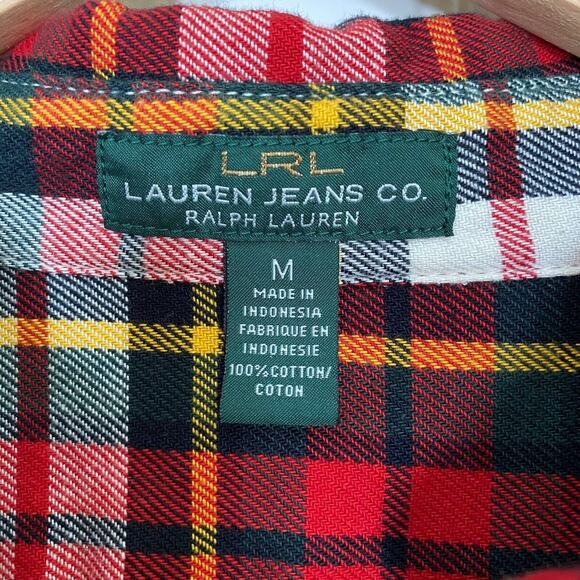 LRL
LAUREN JEANS CO.
RALPH LAUREN
M
MADE IN
INDONESIA
FABRIQUE EN
INDONESIE
100%COTTON/
COTON